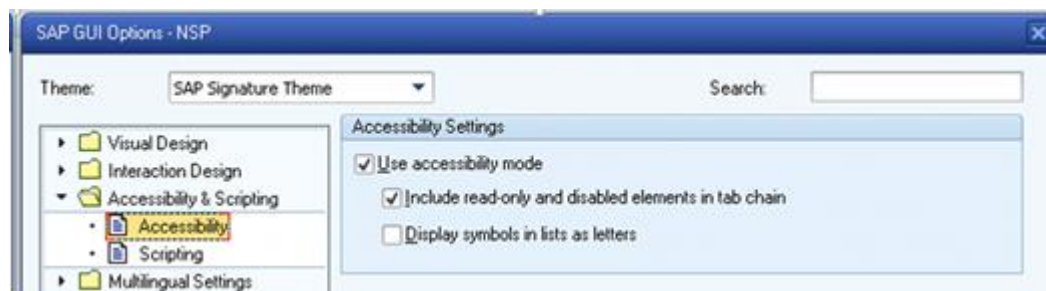 SAP GUI Options - NSP
Theme: SAP Signature Theme Search:
Accessibility Settings
Visual Design
Interaction Design
Accessibility & Scripting
Accessibility
Scripting
Multilingual Settings
Use accessibility mode
Include read-only and disabled elements in tab chain
Display symbols in lists as letters